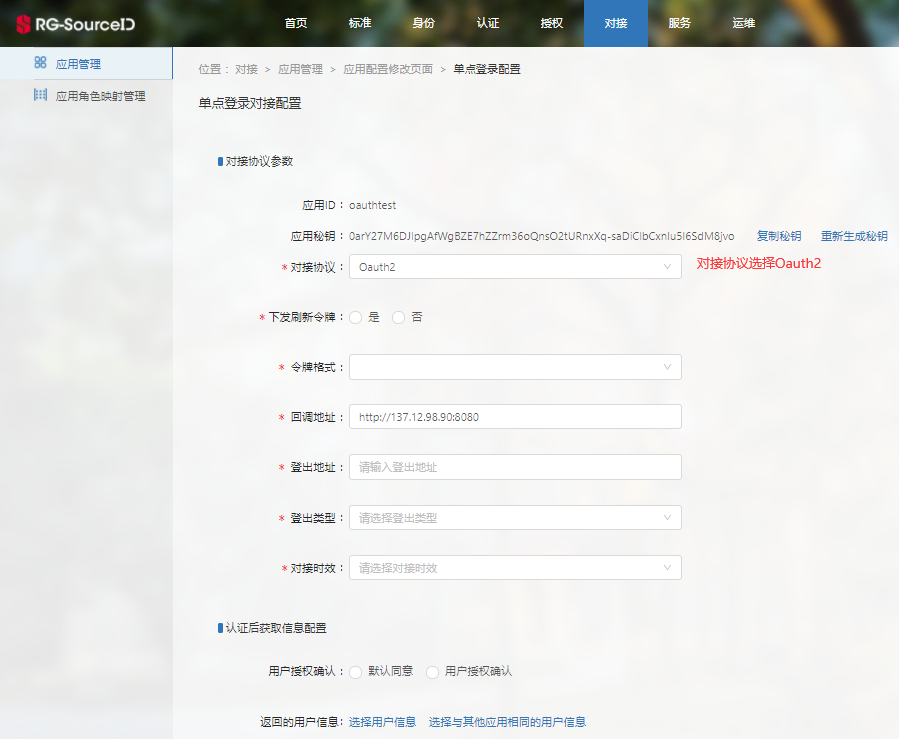 RG-SourceID 首页 标准 身份 认证 授权 对接 服务 运维
应用管理
应用角色映射管理
位置： 对接 > 应用管理 > 应用配置修改页面 > 单点登录配置
单点登录对接配置
对接协议参数
应用ID： oauthtest
应用秘钥： 0arY27M6DJipgAfWgBZE7hZZrm36oQnsO2tURnxXq-saDiCIbCxnIu5I6SdM8jvo 复制秘钥 重新生成秘钥
* 对接协议： Oauth2 对接协议选择Oauth2
* 下发刷新令牌： 是 否
* 令牌格式：
* 回调地址： http://137.12.98.90:8080
* 登出地址： 请输入登出地址
* 登出类型： 请选择登出类型
* 对接时效： 请选择对接时效
认证后获取信息配置
用户授权确认： 默认同意 用户授权确认
返回的用户信息： 选择用户信息 选择与其他应用相同的用户信息